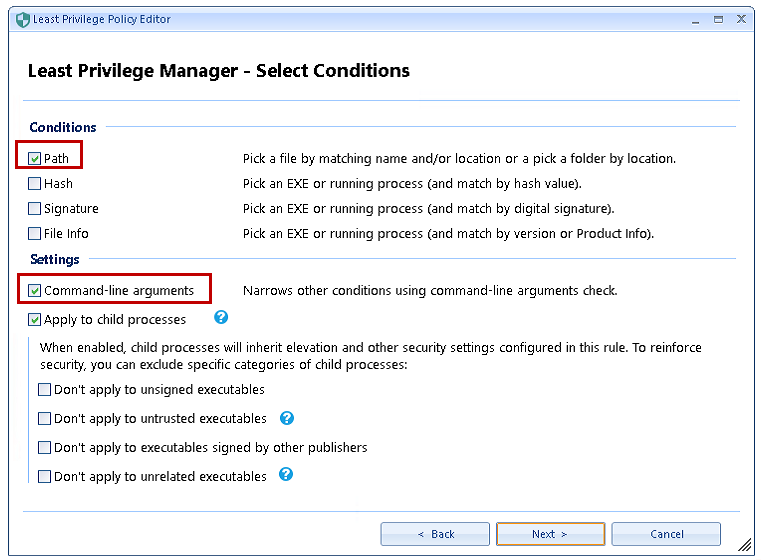 Least Privilege Policy Editor
Least Privilege Manager - Select Conditions
Conditions
Path Pick a file by matching name and/or location or a pick a folder by location.
Hash Pick an EXE or running process (and match by hash value).
Signature Pick an EXE or running process (and match by digital signature).
File Info Pick an EXE or running process (and match by version or Product Info).
Settings
Command-line arguments Narrows other conditions using command-line arguments check.
Apply to child processes ?
When enabled, child processes will inherit elevation and other security settings configured in this rule. To reinforce
security, you can exclude specific categories of child processes:
Don't apply to unsigned executables
Don't apply to untrusted executables ?
Don't apply to executables signed by other publishers
Don't apply to unrelated executables ?
< Back Next > Cancel